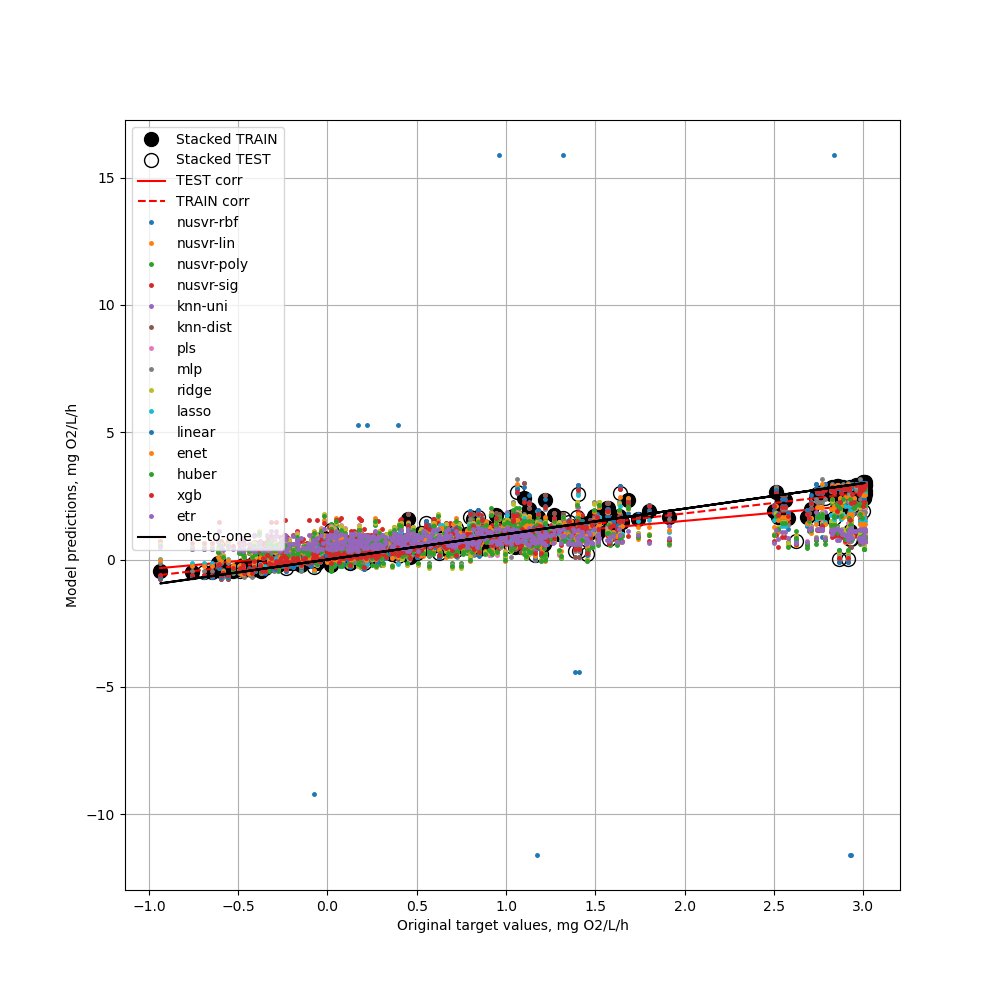 Stacked TRAIN
Stacked TEST
TEST corr
TRAIN corr
nusvr-rbf
nusvr-lin
nusvr-poly
nusvr-sig
knn-uni
knn-dist
pls
mlp
ridge
lasso
linear
enet
huber
xgb
etr
one-to-one
15
10
5
0
−5
−10
Model predictions, mg O2/L/h
−1.0 −0.5 0.0 0.5 1.0 1.5 2.0 2.5 3.0
Original target values, mg O2/L/h